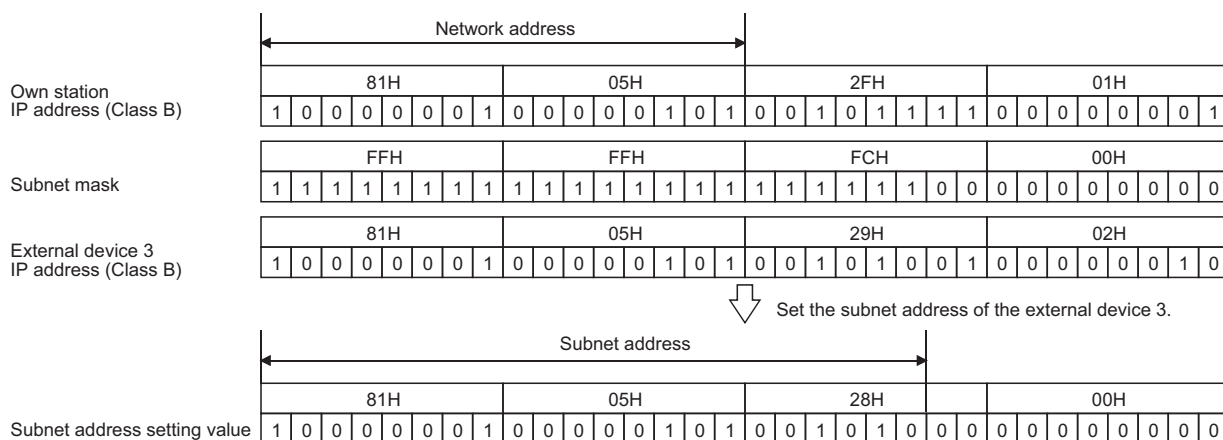 Network address
81H 05H 2FH 01H
Own station
IP address (Class B)
1 0 0 0 0 0 0 1 0 0 0 0 0 1 0 1 0 0 1 0 1 1 1 1 0 0 0 0 0 0 0 1
FFH FFH FCH 00H
Subnet mask
1 1 1 1 1 1 1 1 1 1 1 1 1 1 1 1 1 1 1 1 1 1 0 0 0 0 0 0 0 0 0 0
81H 05H 29H 02H
External device 3
IP address (Class B)
1 0 0 0 0 0 0 1 0 0 0 0 0 1 0 1 0 0 1 0 1 0 0 1 0 0 0 0 0 0 1 0
Set the subnet address of the external device 3.
Subnet address
81H 05H 28H 00H
Subnet address setting value 1 0 0 0 0 0 0 1 0 0 0 0 0 1 0 1 0 0 1 0 1 0 0 0 0 0 0 0 0 0 0 0